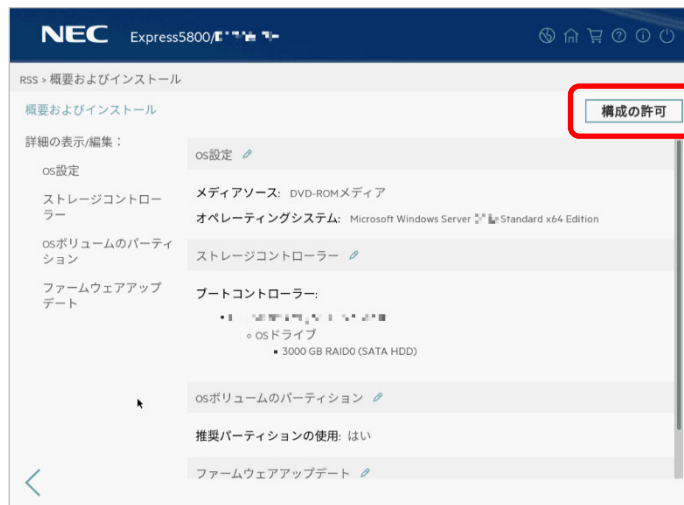 NEC Express5800/
RSS > 概要およびインストール
概要およびインストール
構成の許可
詳細の表示/編集：
OS設定
ストレージコントロー
ラー
OSボリュームのパーティ
ション
ファームウェアアップ
デート
OS設定
メディアソース: DVD-ROMメディア
オペレーティングシステム: Microsoft Windows Server Standard x64 Edition
ストレージコントローラー
ブートコントローラー:
OSドライブ
3000 GB RAID0 (SATA HDD)
OSボリュームのパーティション
推奨パーティションの使用: はい
ファームウェアアップデート